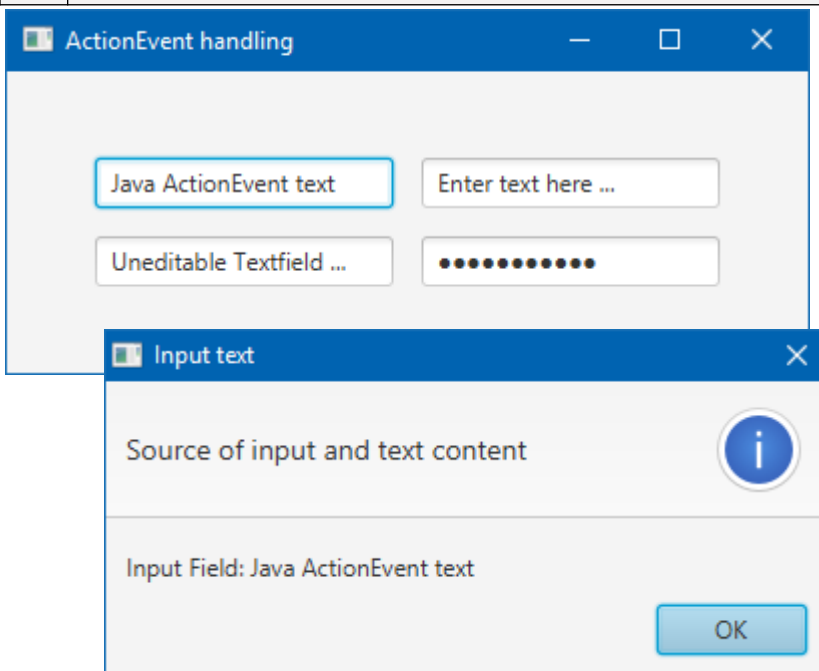 ActionEvent handling
Java ActionEvent text
Enter text here ...
Uneditable Textfield ...
●●●●●●●●●●●
Input text
Source of input and text content
i
Input Field: Java ActionEvent text
OK